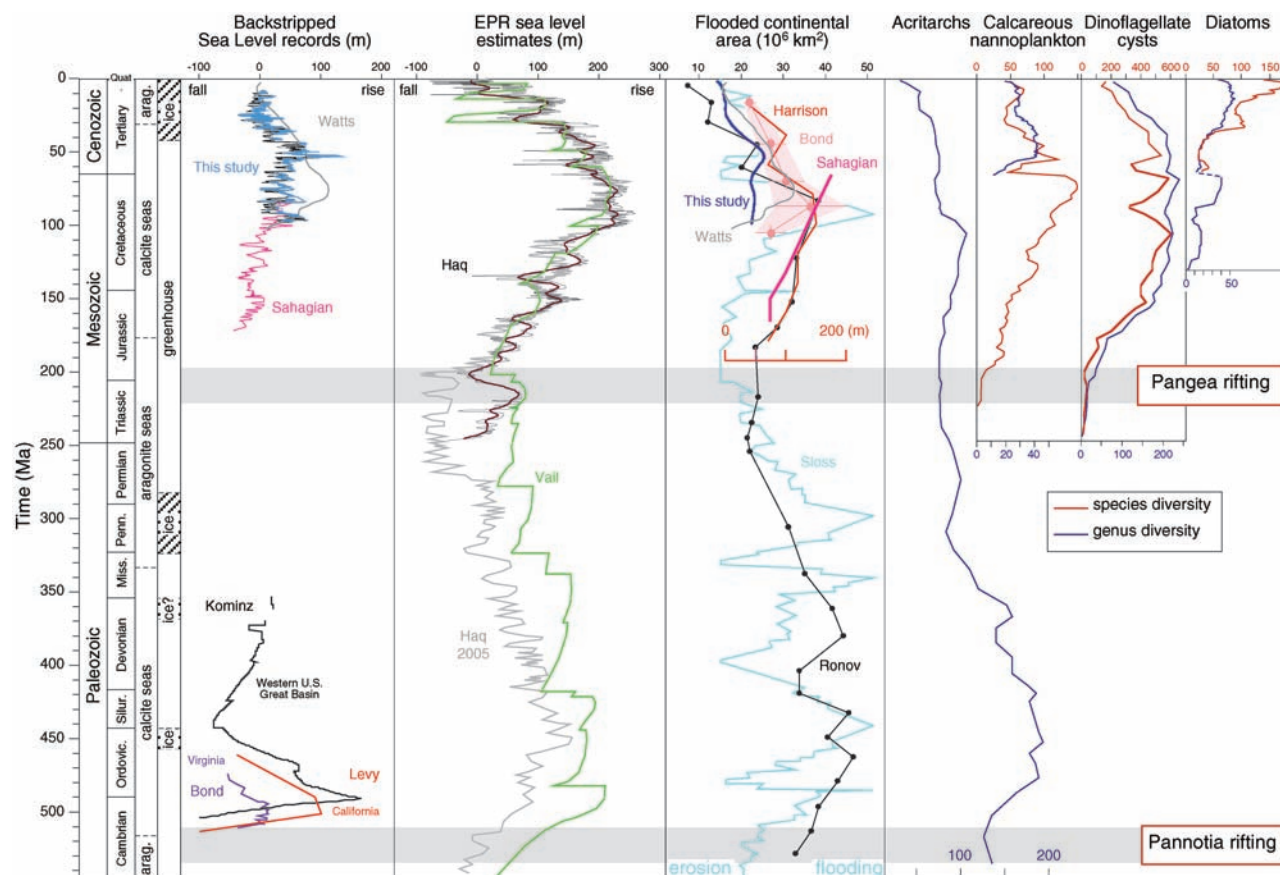 Backstripped
Sea Level records (m)
EPR sea level
estimates (m)
Flooded continental
area (10⁶ km²)
Acritarchs
Calcareous
nannoplankton
Dinoflagellate
cysts
Diatoms
-100 0 100
0 100 200 300
10 20 30 40 50
0 50 100
0 200 400 600
0 50 100 150
fall rise
fall rise
Time (Ma)
0
50
100
150
200
250
300
350
400
450
500
Cenozoic
Mesozoic
Paleozoic
Quat
Tertiary
Cretaceous
Jurassic
Triassic
Permian
Penn.
Miss.
Devonian
Silur.
Ordovic.
Cambrian
arag.
calcite seas
aragonite seas
calcite seas
arag.
ice
greenhouse
ice
ice?
ice
Watts
This study
Sahagian
Kominz
Western U.S.
Great Basin
Virginia
Bond
Levy
California
Haq
Vail
Haq
2005
Harrison
Bond
Sahagian
This study
Watts
0 200 (m)
Sloss
Ronov
erosion flooding
100 200
0 20 40
0 100 200
0 50
Pangea rifting
species diversity
genus diversity
Pannotia rifting